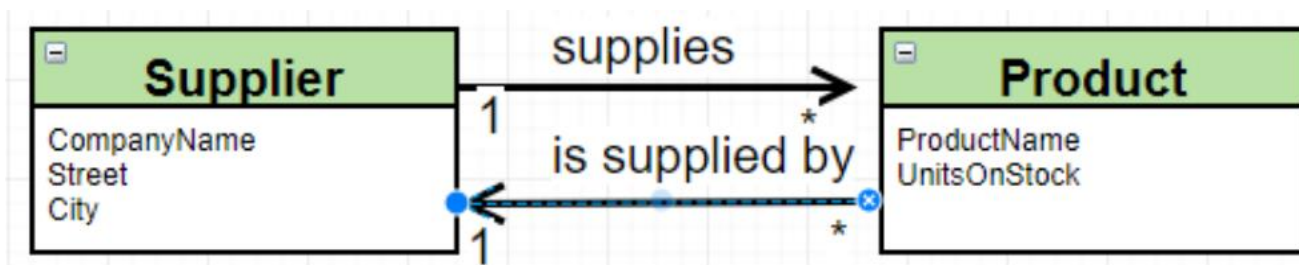 Supplier
CompanyName
Street
City
supplies
1
*
is supplied by
1
*
Product
ProductName
UnitsOnStock